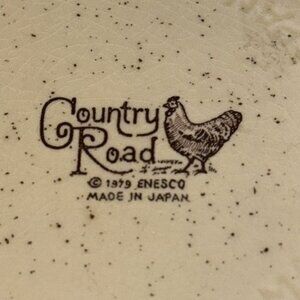 Country
Road
© 1979 ENESCO
MADE IN JAPAN